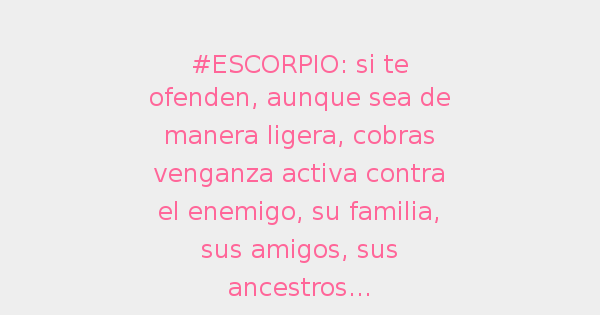 #ESCORPIO: si te
ofenden, aunque sea de
manera ligera, cobras
venganza activa contra
el enemigo, su familia,
sus amigos, sus
ancestros...